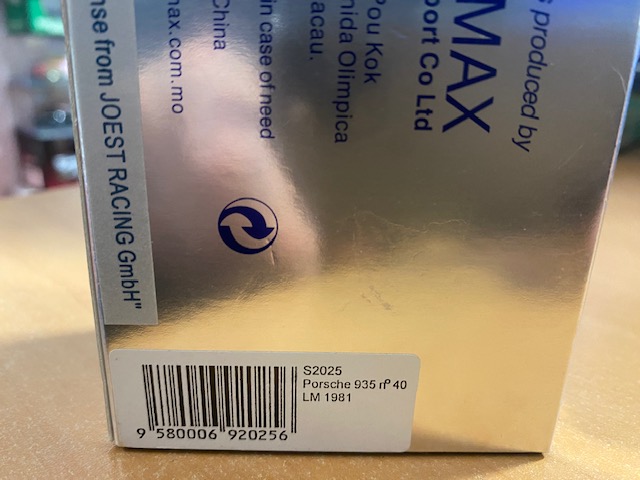 produced by
MAX
port Co Ltd
Pou Kok
nida Olimpica
acau.
in case of need
China
max.com.mo
nse from JOEST RACING GmbH"
S2025
Porsche 935 nº 40
LM 1981
9 580006 920256